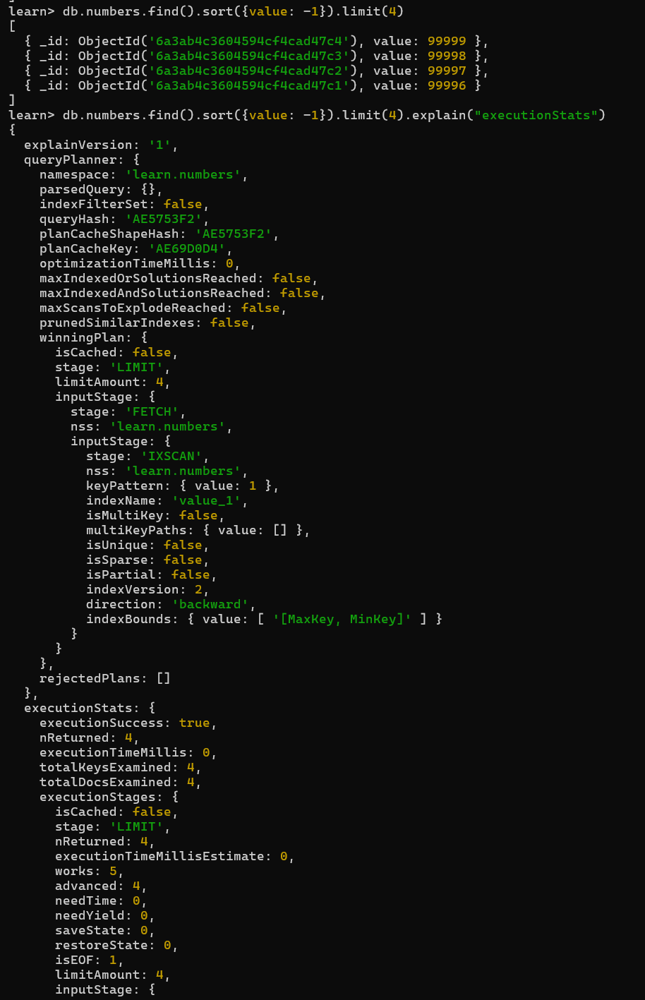 ]
learn> db.numbers.find().sort({value: -1}).limit(4)
[
  { _id: ObjectId('6a3ab4c3604594cf4cad47c4'), value: 99999 },
  { _id: ObjectId('6a3ab4c3604594cf4cad47c3'), value: 99998 },
  { _id: ObjectId('6a3ab4c3604594cf4cad47c2'), value: 99997 },
  { _id: ObjectId('6a3ab4c3604594cf4cad47c1'), value: 99996 }
]
learn> db.numbers.find().sort({value: -1}).limit(4).explain("executionStats")
{
  explainVersion: '1',
  queryPlanner: {
    namespace: 'learn.numbers',
    parsedQuery: {},
    indexFilterSet: false,
    queryHash: 'AE5753F2',
    planCacheShapeHash: 'AE5753F2',
    planCacheKey: 'AE69D0D4',
    optimizationTimeMillis: 0,
    maxIndexedOrSolutionsReached: false,
    maxIndexedAndSolutionsReached: false,
    maxScansToExplodeReached: false,
    prunedSimilarIndexes: false,
    winningPlan: {
      isCached: false,
      stage: 'LIMIT',
      limitAmount: 4,
      inputStage: {
        stage: 'FETCH',
        nss: 'learn.numbers',
        inputStage: {
          stage: 'IXSCAN',
          nss: 'learn.numbers',
          keyPattern: { value: 1 },
          indexName: 'value_1',
          isMultiKey: false,
          multiKeyPaths: { value: [] },
          isUnique: false,
          isSparse: false,
          isPartial: false,
          indexVersion: 2,
          direction: 'backward',
          indexBounds: { value: [ '[MaxKey, MinKey]' ] }
        }
      }
    },
    rejectedPlans: []
  },
  executionStats: {
    executionSuccess: true,
    nReturned: 4,
    executionTimeMillis: 0,
    totalKeysExamined: 4,
    totalDocsExamined: 4,
    executionStages: {
      isCached: false,
      stage: 'LIMIT',
      nReturned: 4,
      executionTimeMillisEstimate: 0,
      works: 5,
      advanced: 4,
      needTime: 0,
      needYield: 0,
      saveState: 0,
      restoreState: 0,
      isEOF: 1,
      limitAmount: 4,
      inputStage: {